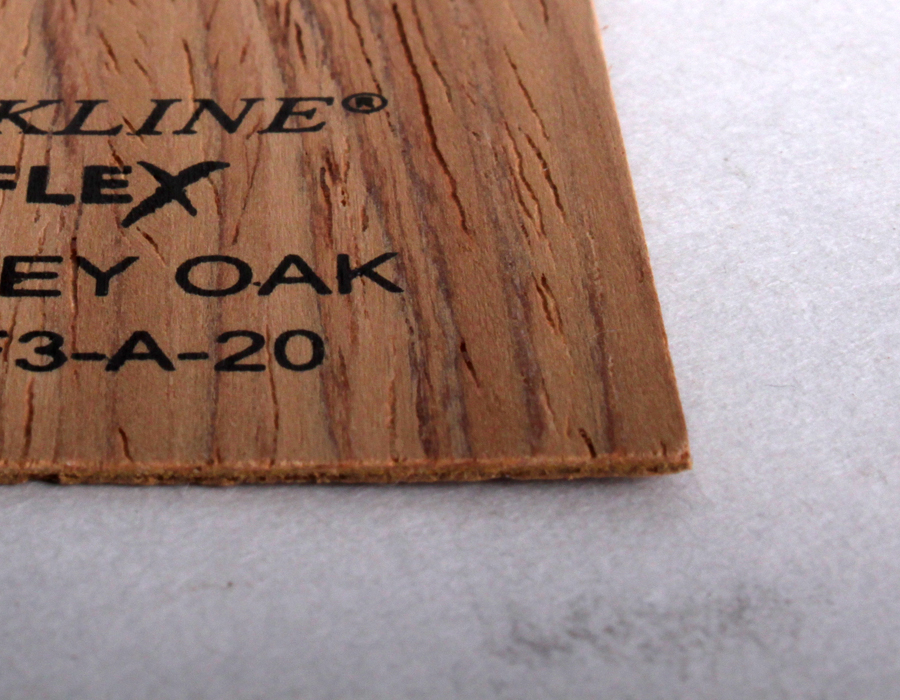 KLINE®
FLEX
EY OAK
F3-A-20